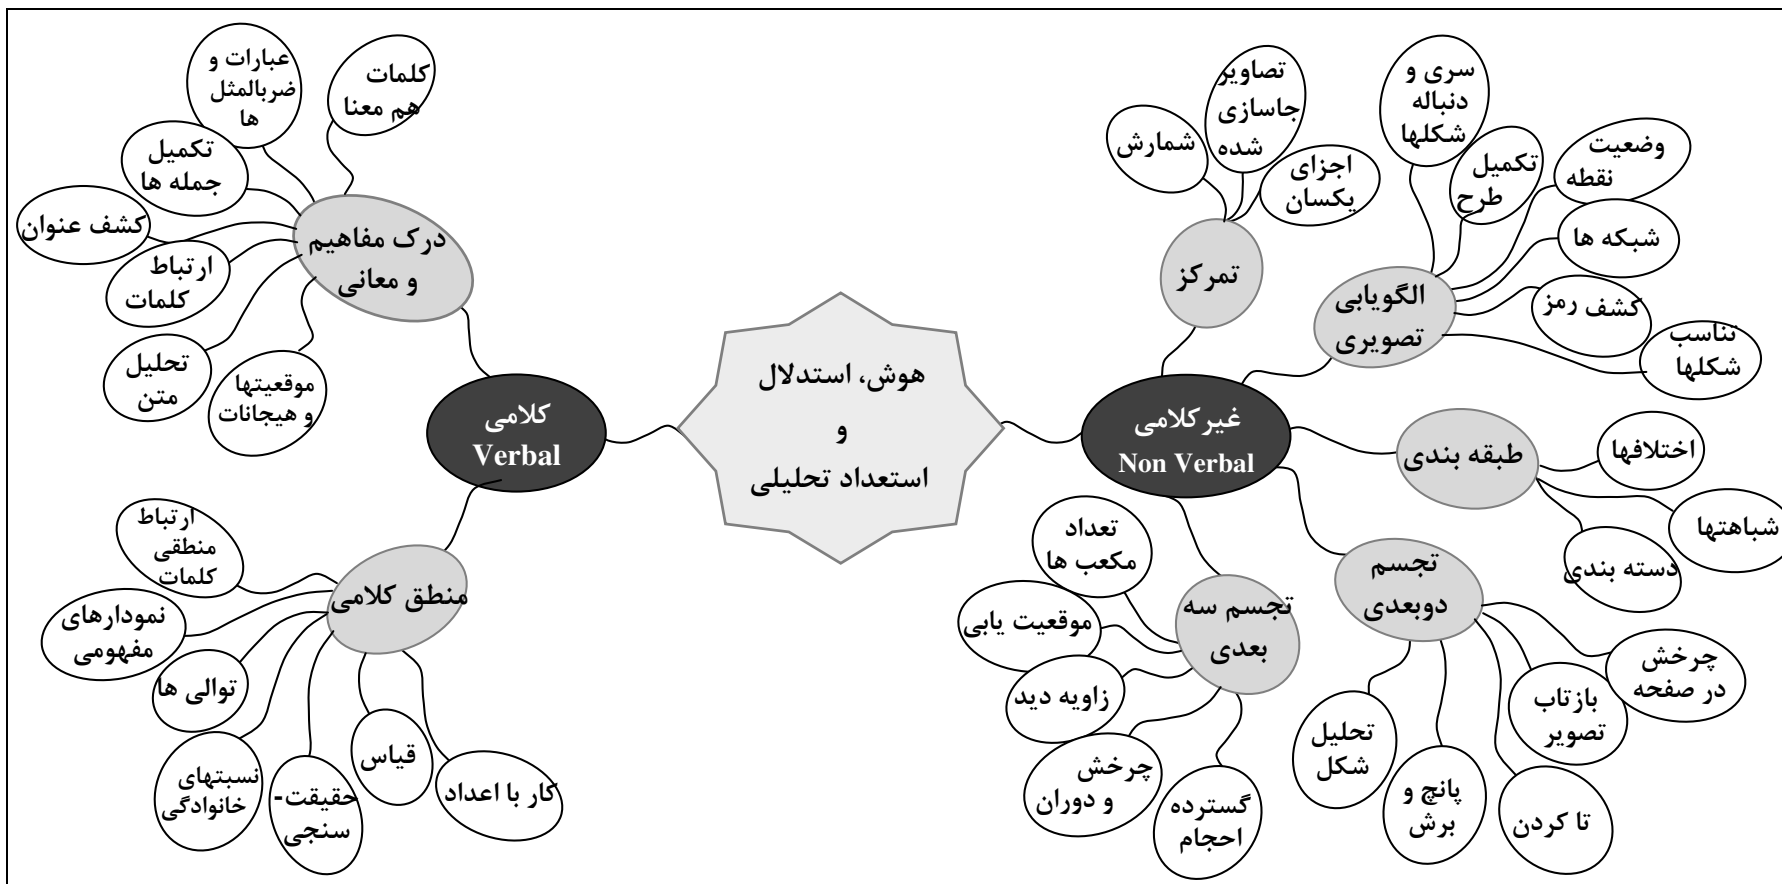 هوش، استدلال
و
استعداد تحلیلی
غیرکلامی
Non Verbal
تمرکز
شمارش
تصاویر
جاسازی
شده
اجزای
یکسان
الگویابی
تصویری
سری و
دنباله
شکلها
تکمیل
طرح
وضعیت
نقطه
شبکه ها
کشف رمز
تناسب
شکلها
طبقه بندی
اختلافها
شباهتها
دسته بندی
تجسم
دوبعدی
چرخش
در صفحه
بازتاب
تصویر
تا کردن
پانچ و
برش
تحلیل
شکل
تجسم سه
بعدی
تعداد
مکعب ها
موقعیت یابی
زاویه دید
چرخش
و دوران
گسترده
احجام
کلامی
Verbal
درک مفاهیم
و معانی
کلمات
هم معنا
عبارات و
ضربالمثل
ها
تکمیل
جمله ها
کشف عنوان
ارتباط
کلمات
تحلیل
متن
موقعیتها
و هیجانات
منطق کلامی
ارتباط
منطقی
کلمات
نمودارهای
مفهومی
توالی ها
نسبتهای
خانوادگی
حقیقت-
سنجی
قیاس
کار با اعداد